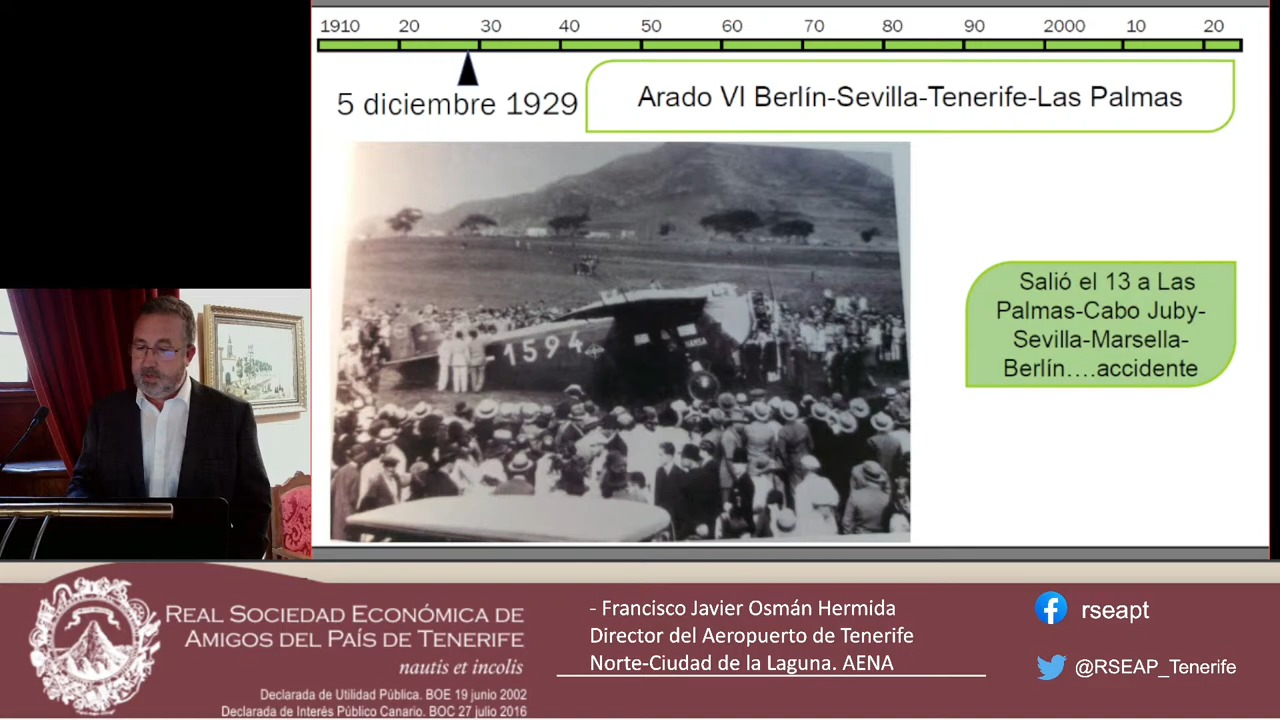 1910 20 30 40 50 60 70 80 90 2000 10 20
5 diciembre 1929
Arado VI Berlín-Sevilla-Tenerife-Las Palmas
-1594
HANSA
Salió el 13 a Las
Palmas-Cabo Juby-
Sevilla-Marsella-
Berlín....accidente
REAL SOCIEDAD ECONÓMICA DE
AMIGOS DEL PAÍS DE TENERIFE
nautis et incolis
Declarada de Utilidad Pública. BOE 19 junio 2002
Declarada de Interés Público Canario. BOC 27 julio 2016
- Francisco Javier Osmán Hermida
Director del Aeropuerto de Tenerife
Norte-Ciudad de la Laguna. AENA
rseapt
@RSEAP_Tenerife